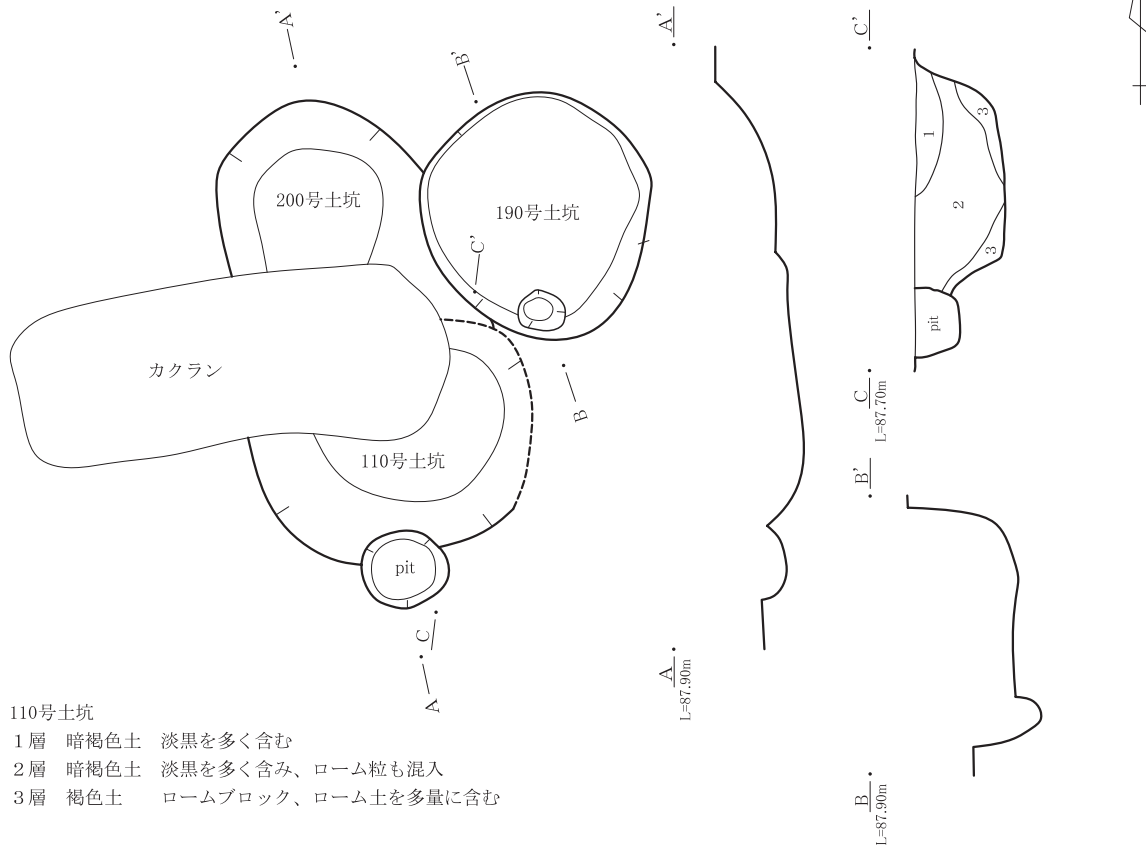 A'
B'
200号土坑
190号土坑
C'
カクラン
B
110号土坑
pit
C
A
A'
A
L=87.90m
C'
1
3
2
3
pit
C
L=87.70m
B'
B
L=87.90m
110号土坑
1層　暗褐色土　淡黒を多く含む
2層　暗褐色土　淡黒を多く含み、ローム粒も混入
3層　褐色土　　ロームブロック、ローム土を多量に含む